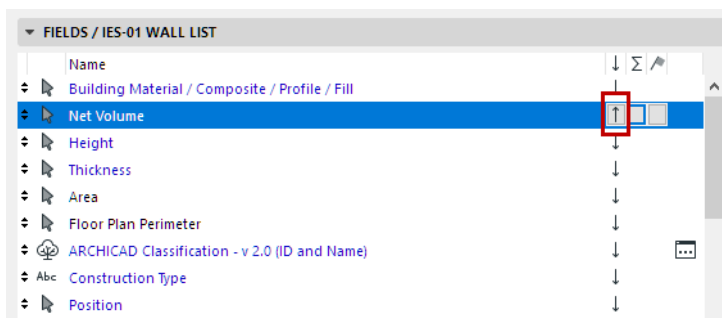 FIELDS / IES-01 WALL LIST
Name ↓ Σ
Building Material / Composite / Profile / Fill ↓
Net Volume ↑
Height ↓
Thickness ↓
Area ↓
Floor Plan Perimeter ↓
ARCHICAD Classification - v 2.0 (ID and Name) ↓
Abc Construction Type ↓
Position ↓